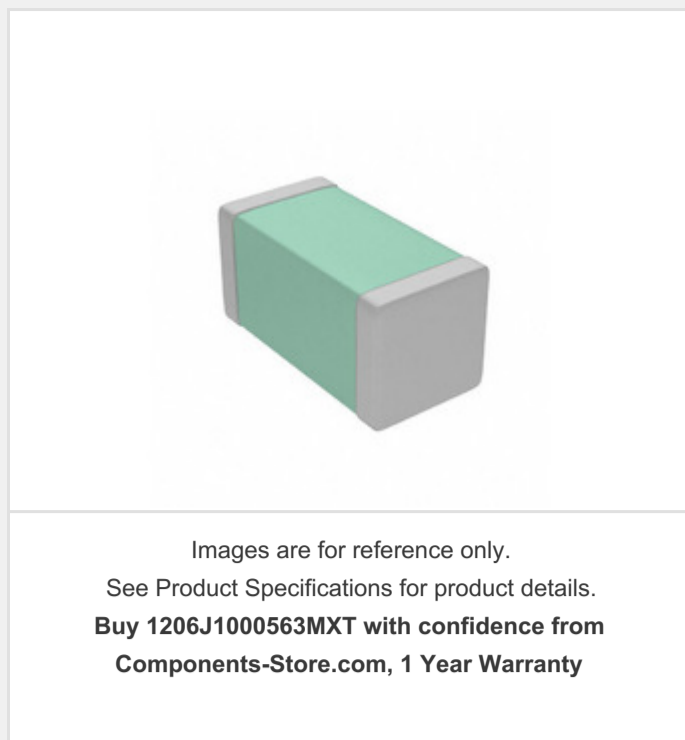 Images are for reference only.
See Product Specifications for product details.
Buy 1206J1000563MXT with confidence from
Components-Store.com, 1 Year Warranty